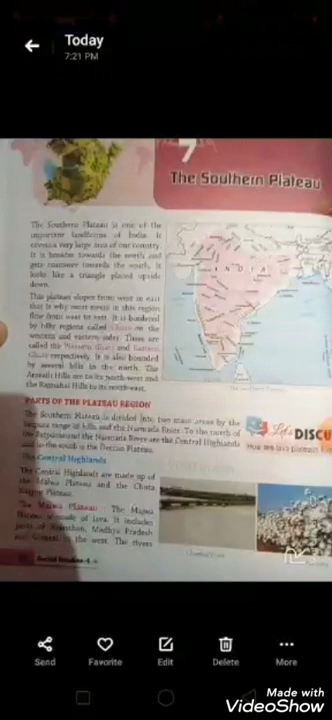 Today
7:21 PM
7
The Southern Plateau
The Southern Plateau is one of the
important landforms of India. It
covers a very large area of our country.
It is broader towards the north and
gets narrower towards the south. It
looks like a triangle placed upside
down.
This plateau slopes from west to east
that is why most rivers in this region
flow from west to east. It is bordered
by hilly regions called Ghats on the
western and eastern sides. These are
called the Western Ghats and Eastern
Ghats respectively. It is also bounded
by several hills in the north. The
Aravalli Hills are to its north-west and
the Rajmahal Hills to its north-east.
INDIA
PARTS OF THE PLATEAU REGION
The Southern Plateau is divided into two main areas by the
Satpura range of hills and the Narmada River. To the north of
the Satpuras and the Narmada River are the Central Highlands
and to the south is the Deccan Plateau.
Let's DISCU
How are lava plateaus
The Central Highlands
The Central Highlands are made up of
the Malwa Plateau and the Chota
Nagpur Plateau.
The Malwa Plateau : The Malwa
Plateau is made of lava. It includes
parts of Rajasthan, Madhya Pradesh
and Gujarat in the west. The rivers
Chambal River
Social Studies-4
Send
Favorite
Edit
Delete
More
Made with
VideoShow